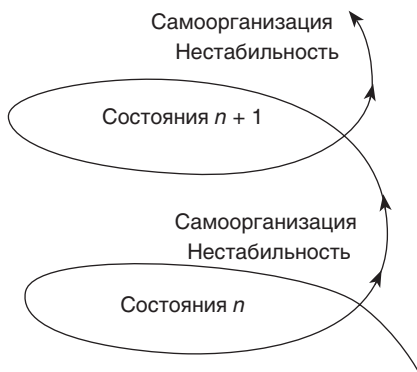 Самоорганизация
Нестабильность
Состояния n + 1
Самоорганизация
Нестабильность
Состояния n